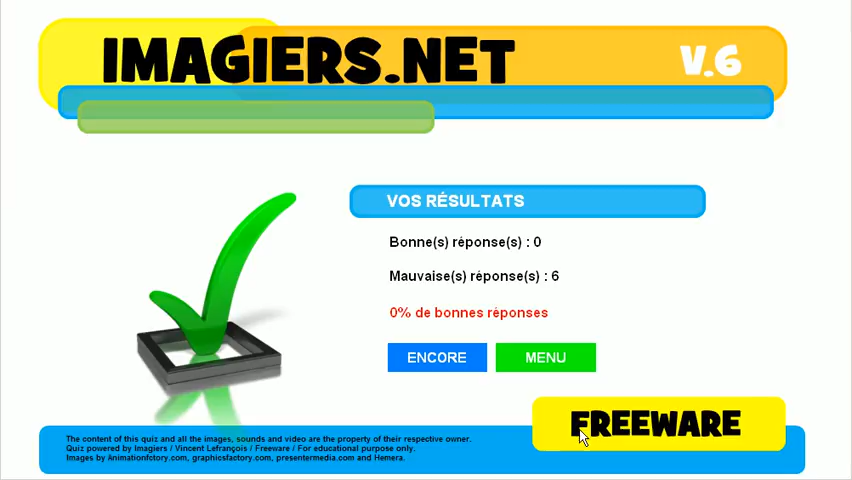 IMAGIERS.NET
V.6
VOS RÉSULTATS
Bonne(s) réponse(s) : 0
Mauvaise(s) réponse(s) : 6
0% de bonnes réponses
ENCORE
MENU
FREEWARE
The content of this quiz and all the images, sounds and video are the property of their respective owner.
Quiz powered by Imagiers / Vincent Lefrançois / Freeware / For educational purpose only.
Images by Animationfctory.com, graphicsfactory.com, presentermedia.com and Hemera.